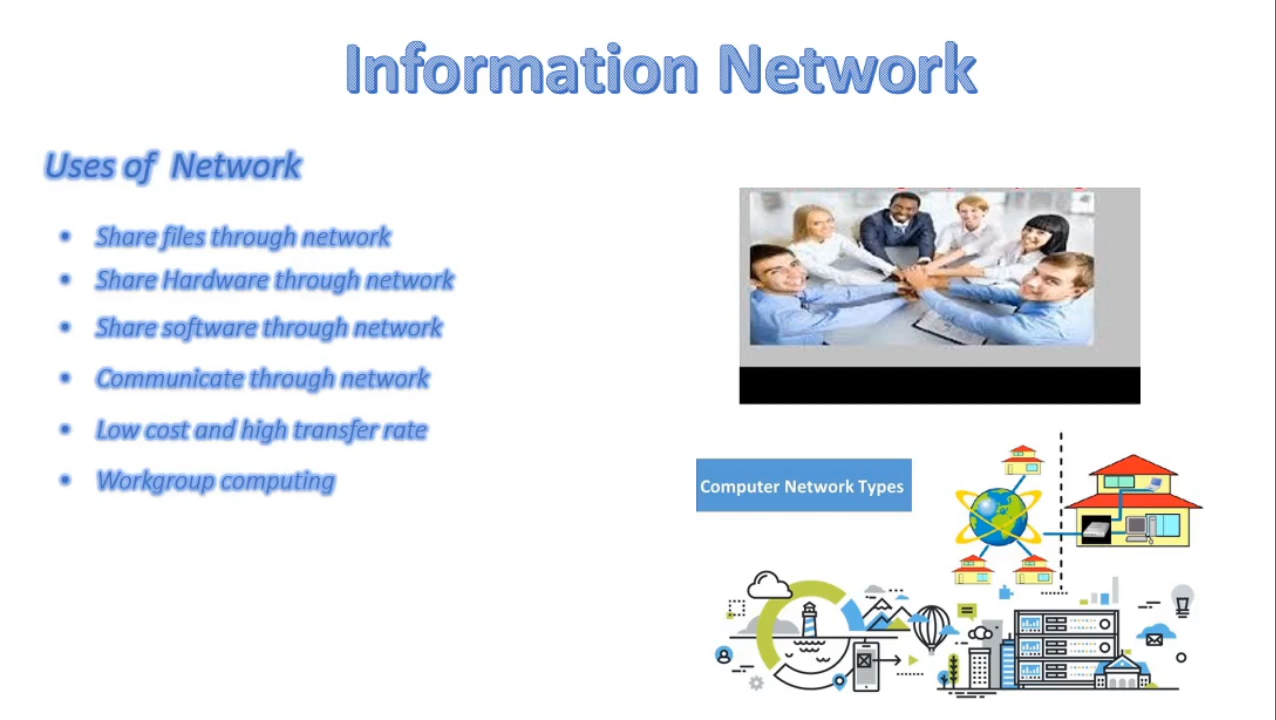 Information Network
Uses of Network
• Share files through network
• Share Hardware through network
• Share software through network
• Communicate through network
• Low cost and high transfer rate
• Workgroup computing
Computer Network Types